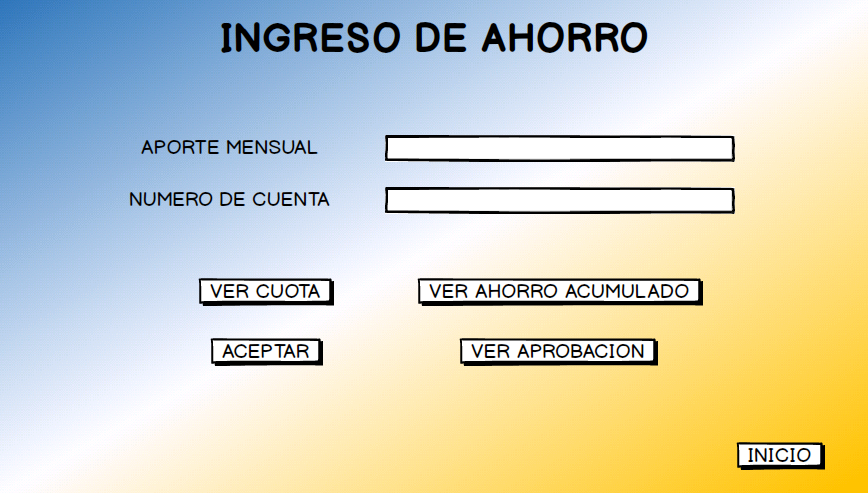 INGRESO DE AHORRO
APORTE MENSUAL
NUMERO DE CUENTA
VER CUOTA
VER AHORRO ACUMULADO
ACEPTAR
VER APROBACION
INICIO